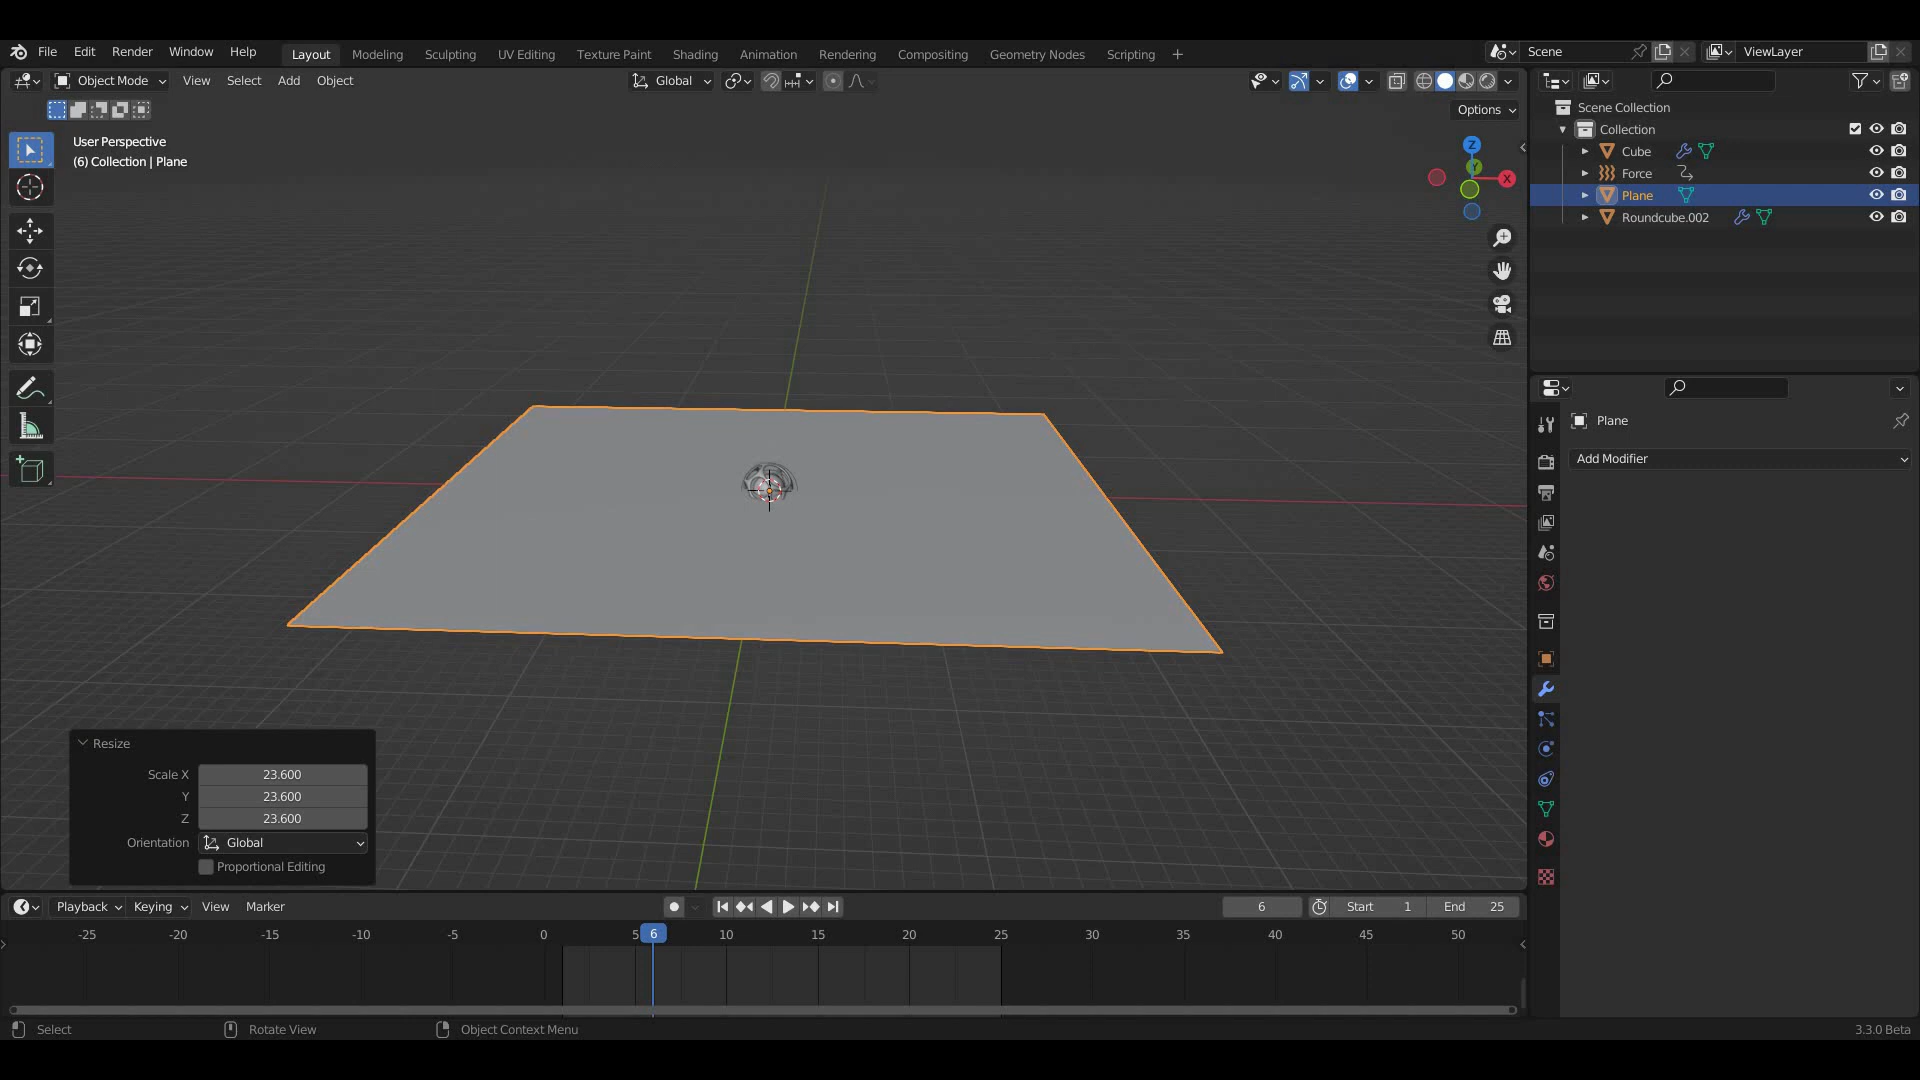 File Edit Render Window Help Layout Modeling Sculpting UV Editing Texture Paint Shading Animation Rendering Compositing Geometry Nodes Scripting + Scene ViewLayer
Object Mode View Select Add Object Global
Options
User Perspective
(6) Collection | Plane
Z
Y
X
Scene Collection
Collection
Cube
Force
Plane
Roundcube.002
Plane
Add Modifier
Resize
Scale X 23.600
Y 23.600
Z 23.600
Orientation Global
Proportional Editing
Playback Keying View Marker 6 Start 1 End 25
-25 -20 -15 -10 -5 0 5 6 10 15 20 25 30 35 40 45 50
Select Rotate View Object Context Menu 3.3.0 Beta